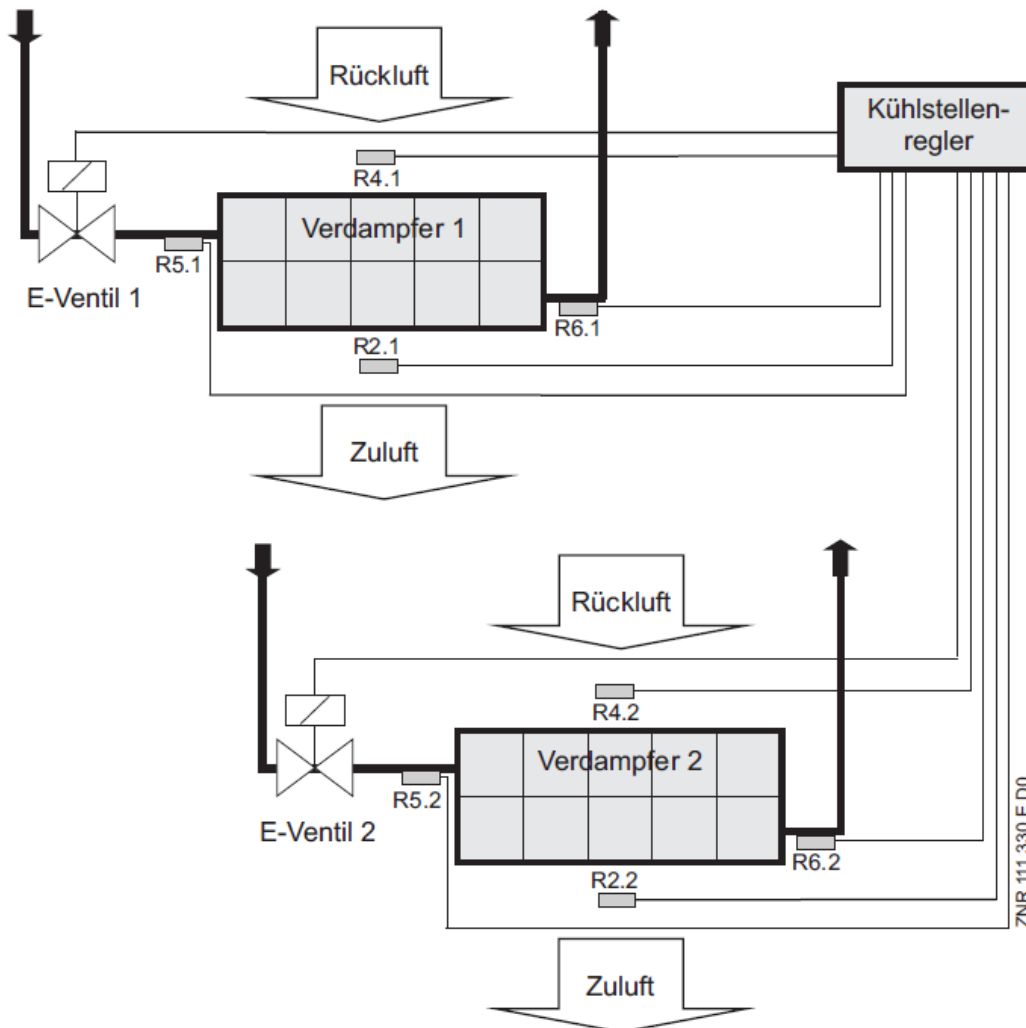 Rückluft
Kühlstellen-
regler
R4.1
Verdampfer 1
R5.1
E-Ventil 1
R6.1
R2.1
Zuluft
Rückluft
R4.2
Verdampfer 2
R5.2
E-Ventil 2
R6.2
R2.2
Zuluft
ZNR 111 330 F D0